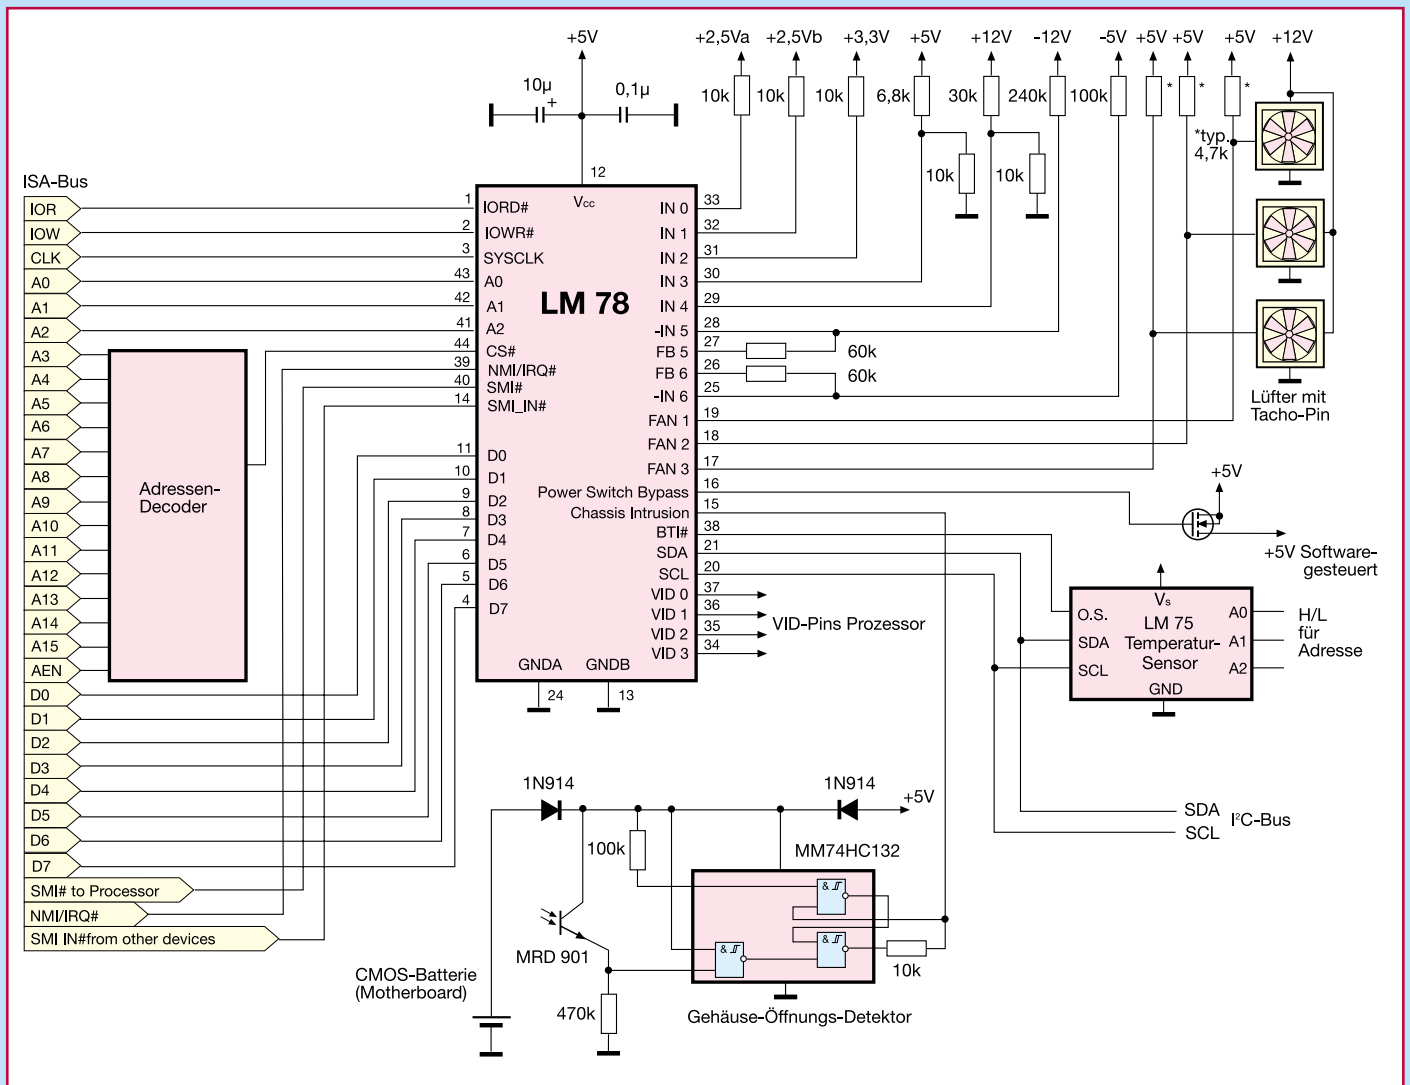 +5V
10µ
+
0,1µ
+2,5Va
+2,5Vb
+3,3V
+5V
+12V
-12V
-5V
+5V
+5V
+5V
+12V
10k
10k
10k
6,8k
30k
240k
100k
*
*
*
*typ.
4,7k
10k
10k
ISA-Bus
IOR
IOW
CLK
A0
A1
A2
A3
A4
A5
A6
A7
A8
A9
A10
A11
A12
A13
A14
A15
AEN
D0
D1
D2
D3
D4
D5
D6
D7
SMI# to Processor
NMI/IRQ#
SMI IN#from other devices
Adressen-
Decoder
12
Vcc
LM 78
1 IORD#
2 IOWR#
3 SYSCLK
43 A0
42 A1
41 A2
44 CS#
39 NMI/IRQ#
40 SMI#
14 SMI_IN#
11 D0
10 D1
9 D2
8 D3
7 D4
6 D5
5 D6
4 D7
IN 0 33
IN 1 32
IN 2 31
IN 3 30
IN 4 29
-IN 5 28
FB 5 27
FB 6 26
-IN 6 25
FAN 1 19
FAN 2 18
FAN 3 17
Power Switch Bypass 16
Chassis Intrusion 15
BTI# 38
SDA 21
SCL 20
VID 0 37
VID 1 36
VID 2 35
VID 3 34
GNDA
GNDB
24
13
60k
60k
VID-Pins Prozessor
Lüfter mit
Tacho-Pin
+5V
+5V Software-
gesteuert
Vs
LM 75
Temperatur-
Sensor
O.S.
SDA
SCL
A0
A1
A2
GND
H/L
für
Adresse
SDA
SCL
I²C-Bus
1N914
1N914
+5V
100k
MM74HC132
&
&
&
10k
MRD 901
CMOS-Batterie
(Motherboard)
470k
Gehäuse-Öffnungs-Detektor